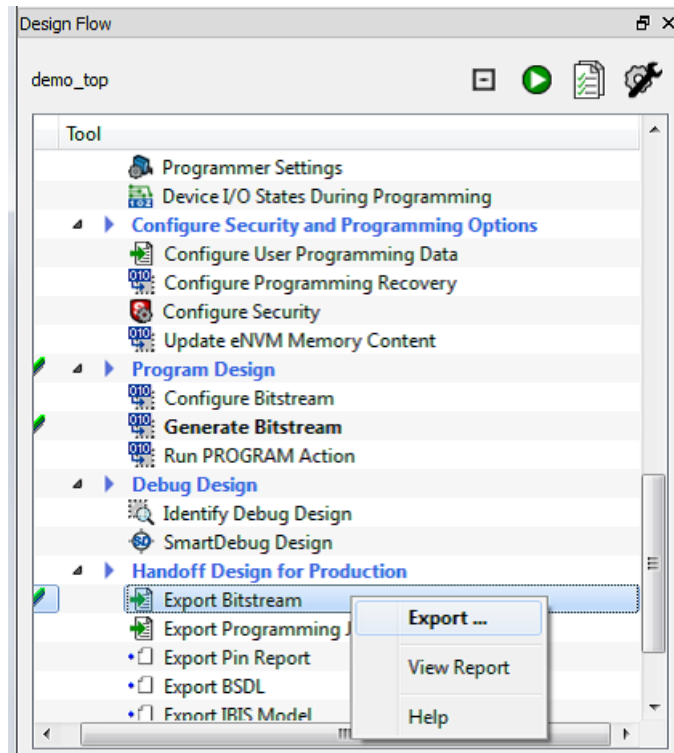 Design Flow
demo_top
Tool
Programmer Settings
Device I/O States During Programming
Configure Security and Programming Options
Configure User Programming Data
Configure Programming Recovery
Configure Security
Update eNVM Memory Content
Program Design
Configure Bitstream
Generate Bitstream
Run PROGRAM Action
Debug Design
Identify Debug Design
SmartDebug Design
Handoff Design for Production
Export Bitstream
Export Programming J
Export Pin Report
Export BSDL
Export IBIS Model
Export ...
View Report
Help